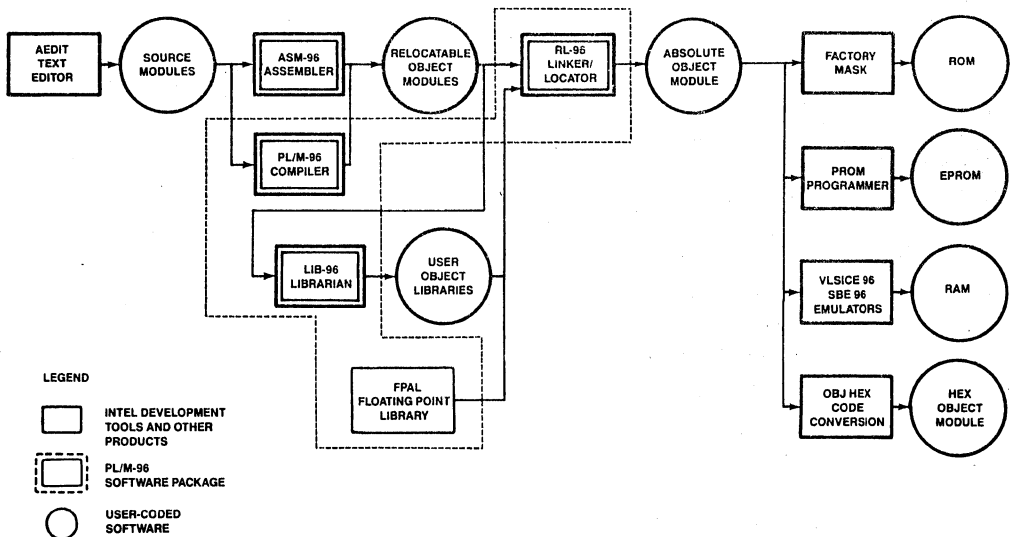 AEDIT
TEXT
EDITOR
SOURCE
MODULES
ASM-96
ASSEMBLER
PL/M-96
COMPILER
RELOCATABLE
OBJECT
MODULES
RL-96
LINKER/
LOCATOR
ABSOLUTE
OBJECT
MODULE
FACTORY
MASK
ROM
PROM
PROGRAMMER
EPROM
LIB-96
LIBRARIAN
USER
OBJECT
LIBRARIES
VLSICE 96
SBE 96
EMULATORS
RAM
FPAL
FLOATING POINT
LIBRARY
OBJ HEX
CODE
CONVERSION
HEX
OBJECT
MODULE
LEGEND
INTEL DEVELOPMENT
TOOLS AND OTHER
PRODUCTS
PL/M-96
SOFTWARE PACKAGE
USER-CODED
SOFTWARE